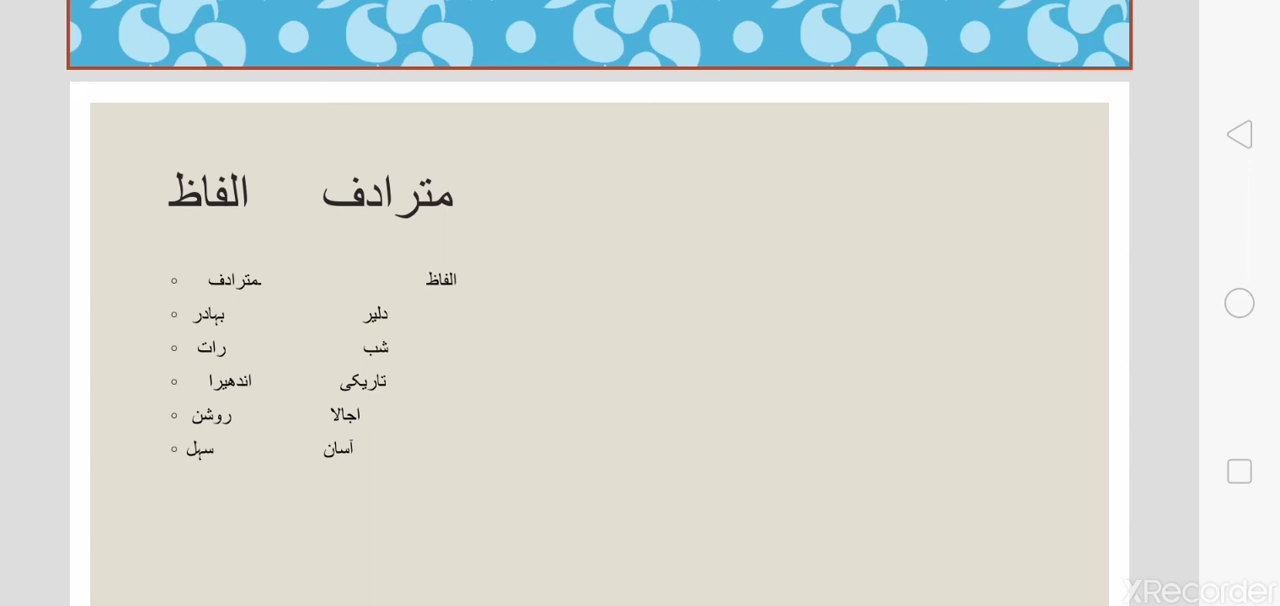 مترادف الفاظ
الفاظ مترادف
دلیر بہادر
شب رات
تاریکی اندھیرا
اجالا روشن
آسان سہل
XRecorder